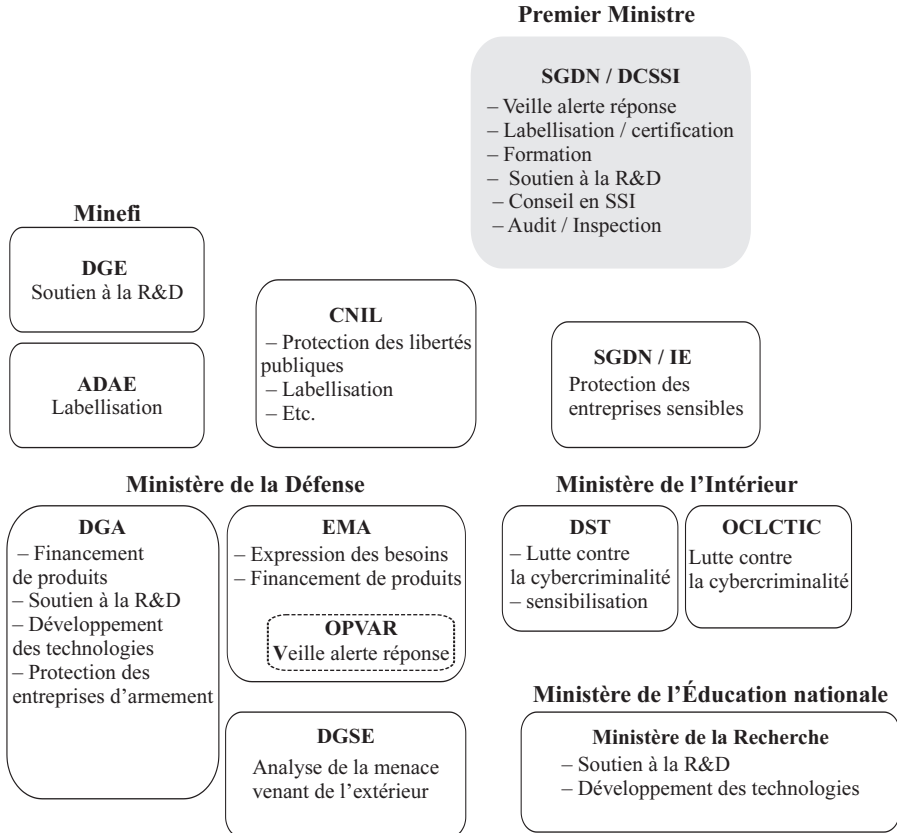 Premier Ministre
SGDN / DCSSI
– Veille alerte réponse
– Labellisation / certification
– Formation
– Soutien à la R&D
– Conseil en SSI
– Audit / Inspection
Minefi
DGE
Soutien à la R&D
ADAE
Labellisation
CNIL
– Protection des libertés
publiques
– Labellisation
– Etc.
SGDN / IE
Protection des
entreprises sensibles
Ministère de la Défense
DGA
– Financement
de produits
– Soutien à la R&D
– Développement
des technologies
– Protection des
entreprises d’armement
EMA
– Expression des besoins
– Financement de produits
OPVAR
Veille alerte réponse
DGSE
Analyse de la menace
venant de l’extérieur
Ministère de l’Intérieur
DST
– Lutte contre
la cybercriminalité
– sensibilisation
OCLCTIC
Lutte contre
la cybercriminalité
Ministère de l’Éducation nationale
Ministère de la Recherche
– Soutien à la R&D
– Développement des technologies